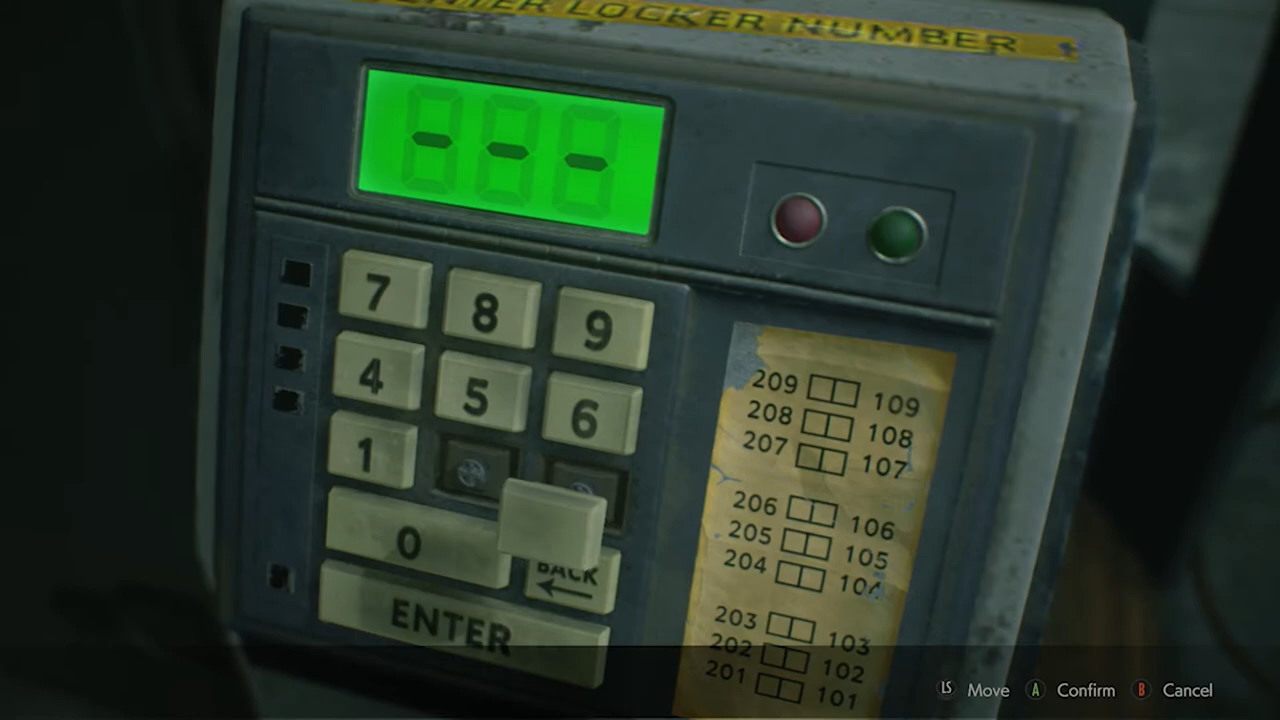 ENTER LOCKER NUMBER
---
7 8 9
4 5 6
1
0 BACK
ENTER
209 109
208 108
207 107
206 106
205 105
204 104
203 103
202 102
201 101
LS Move A Confirm B Cancel